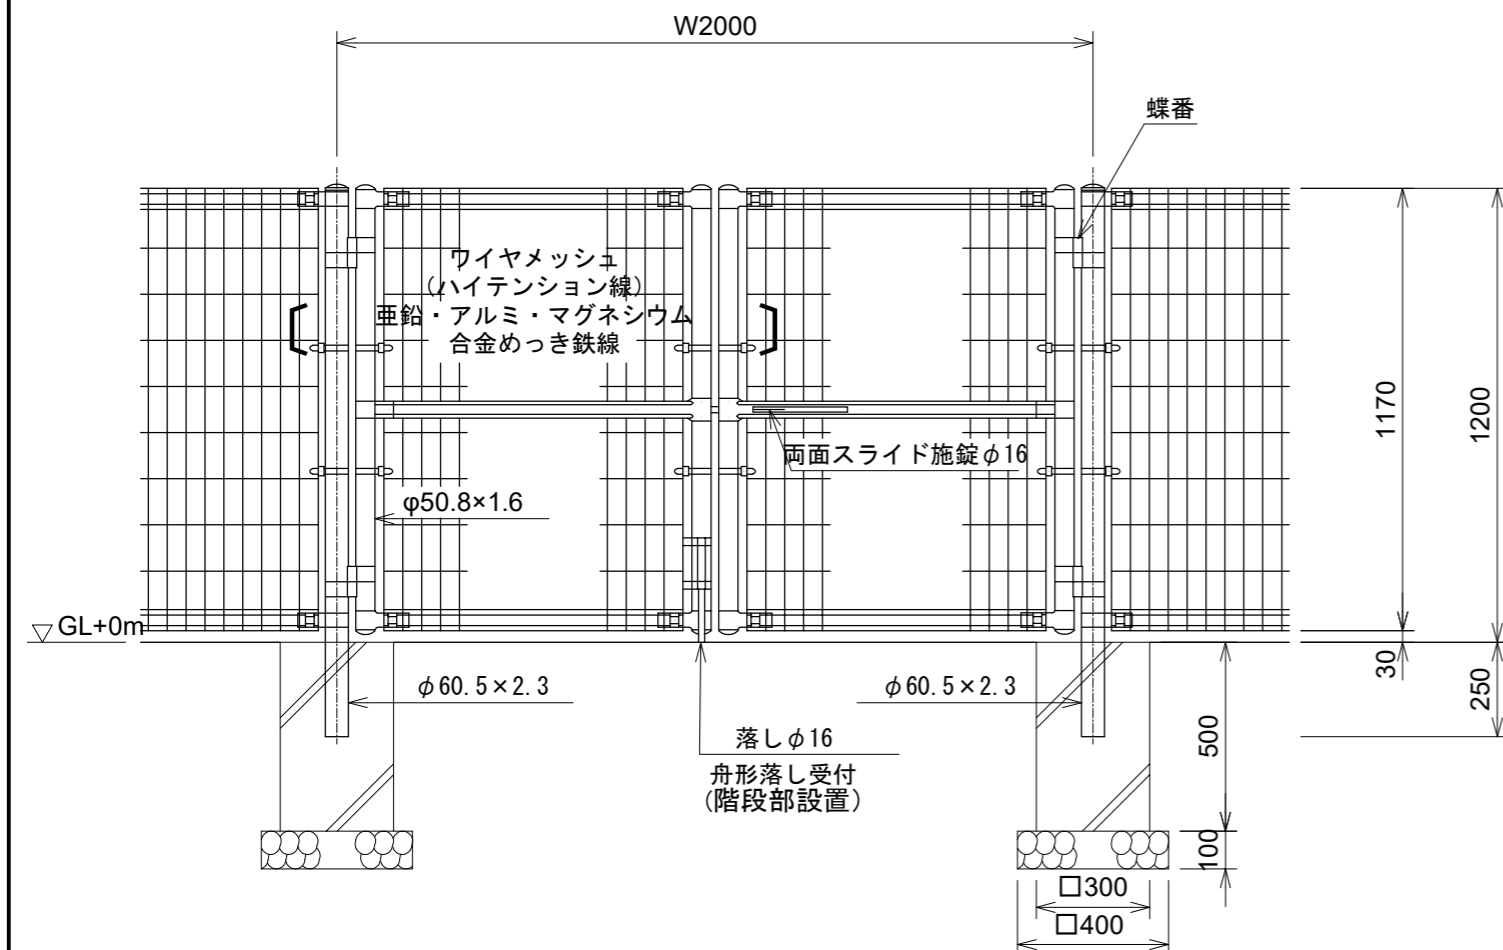 W2000
蝶番
ワイヤメッシュ
(ハイテンション線)
亜鉛・アルミ・マグネシウム
合金めっき鉄線
両面スライド施錠φ16
φ50.8×1.6
1170
1200
▽ GL+0m
30
250
φ60.5×2.3
φ60.5×2.3
落しφ16
舟形落し受付
(階段部設置)
500
100
□300
□400